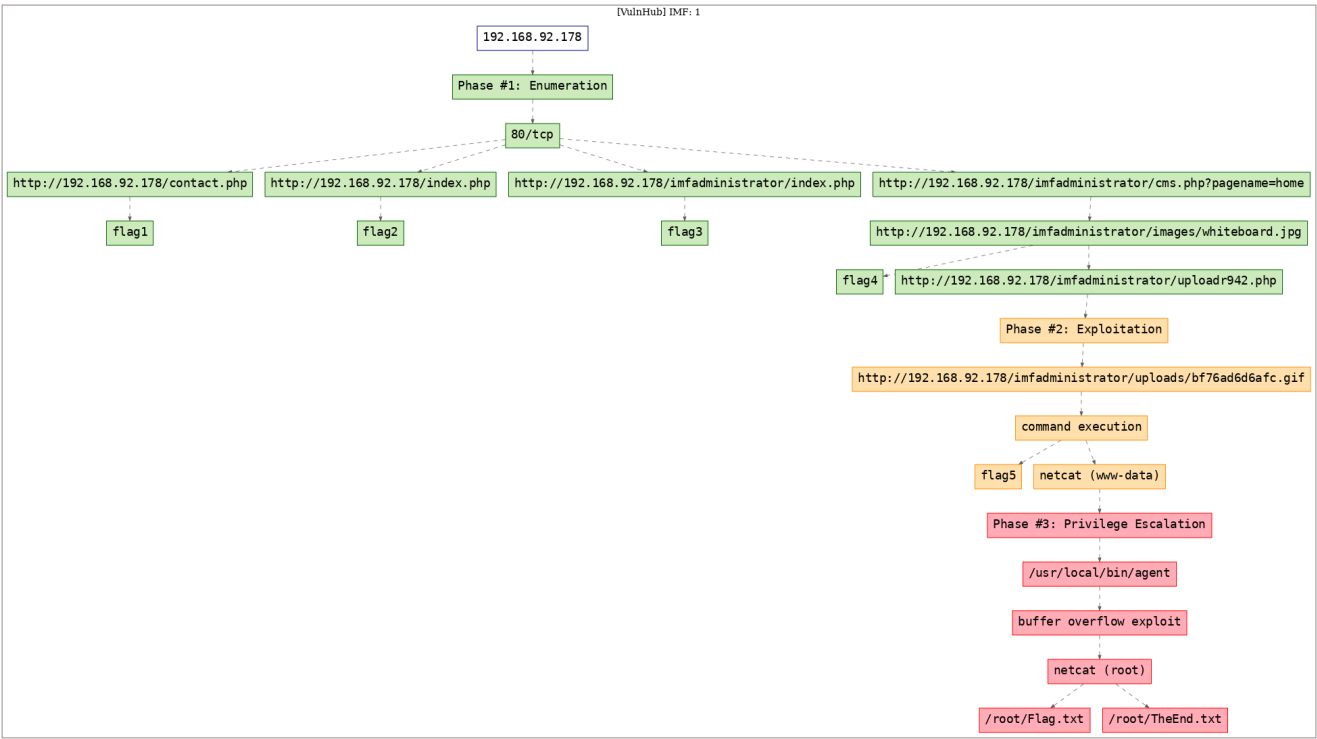 [VulnHub] IMF: 1
192.168.92.178
Phase #1: Enumeration
80/tcp
http://192.168.92.178/contact.php
http://192.168.92.178/index.php
http://192.168.92.178/imfadministrator/index.php
http://192.168.92.178/imfadministrator/cms.php?pagename=home
flag1
flag2
flag3
http://192.168.92.178/imfadministrator/images/whiteboard.jpg
flag4
http://192.168.92.178/imfadministrator/uploadr942.php
Phase #2: Exploitation
http://192.168.92.178/imfadministrator/uploads/bf76ad6d6afc.gif
command execution
flag5
netcat (www-data)
Phase #3: Privilege Escalation
/usr/local/bin/agent
buffer overflow exploit
netcat (root)
/root/Flag.txt
/root/TheEnd.txt